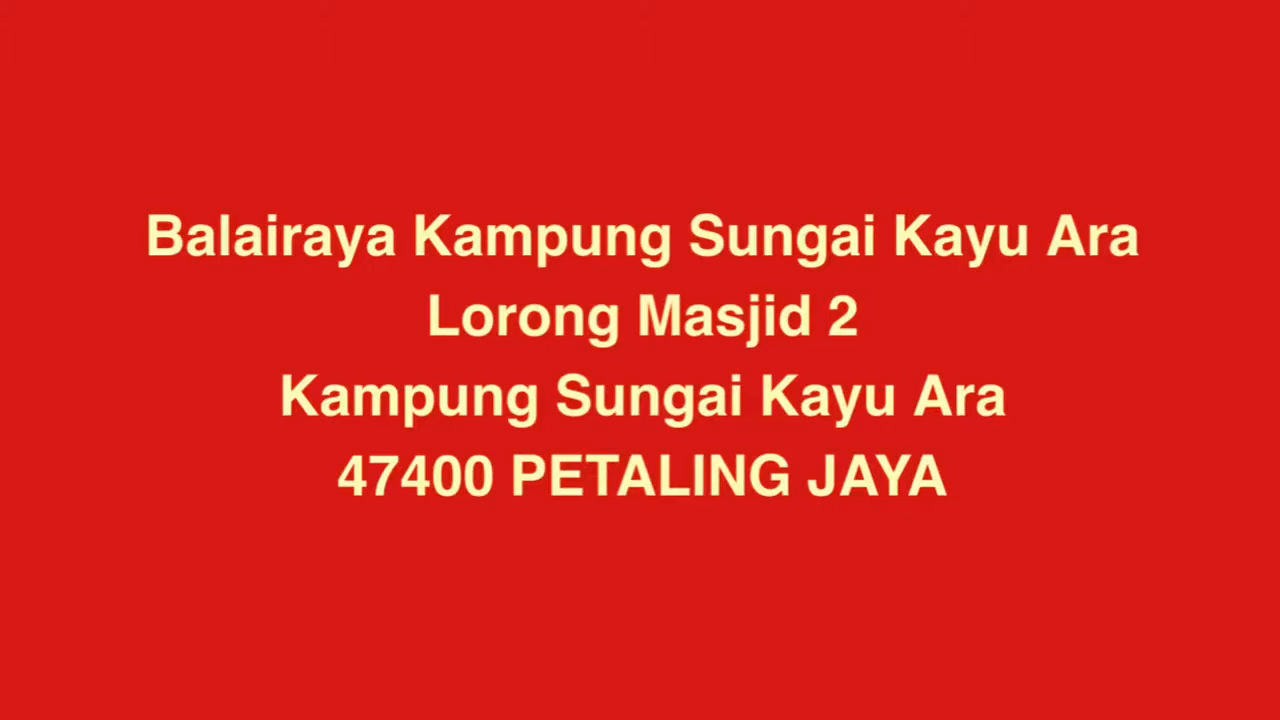 Balairaya Kampung Sungai Kayu Ara
Lorong Masjid 2
Kampung Sungai Kayu Ara
47400 PETALING JAYA